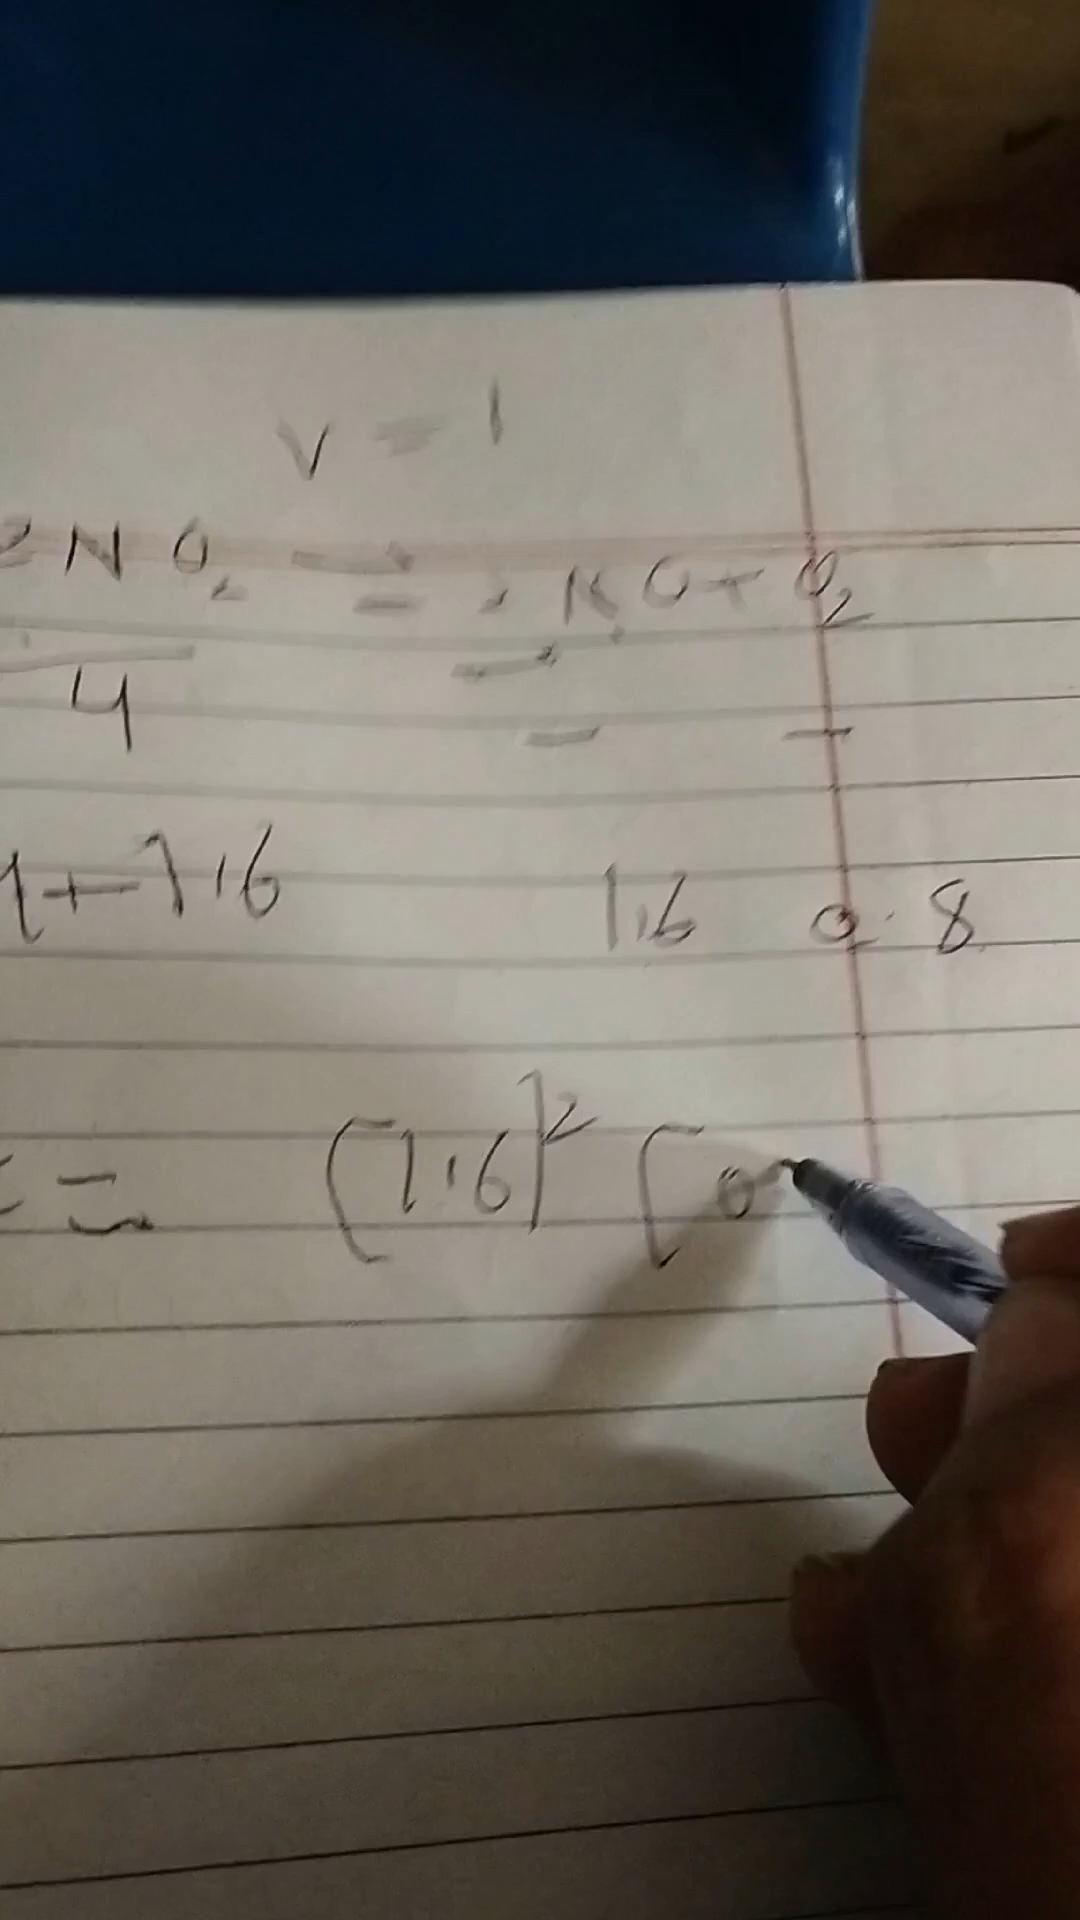 V = 1
2NO₂ ⇌ 2NO + O₂
4 - -
4-1.6 1.6 0.8
= [1.6]² [0